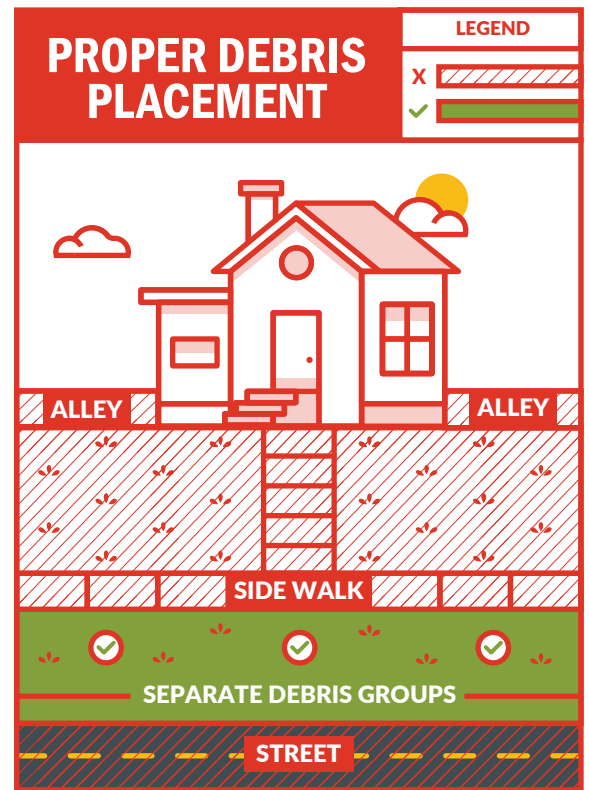 PROPER DEBRIS
PLACEMENT
LEGEND
X
ALLEY
ALLEY
SIDE WALK
SEPARATE DEBRIS GROUPS
STREET